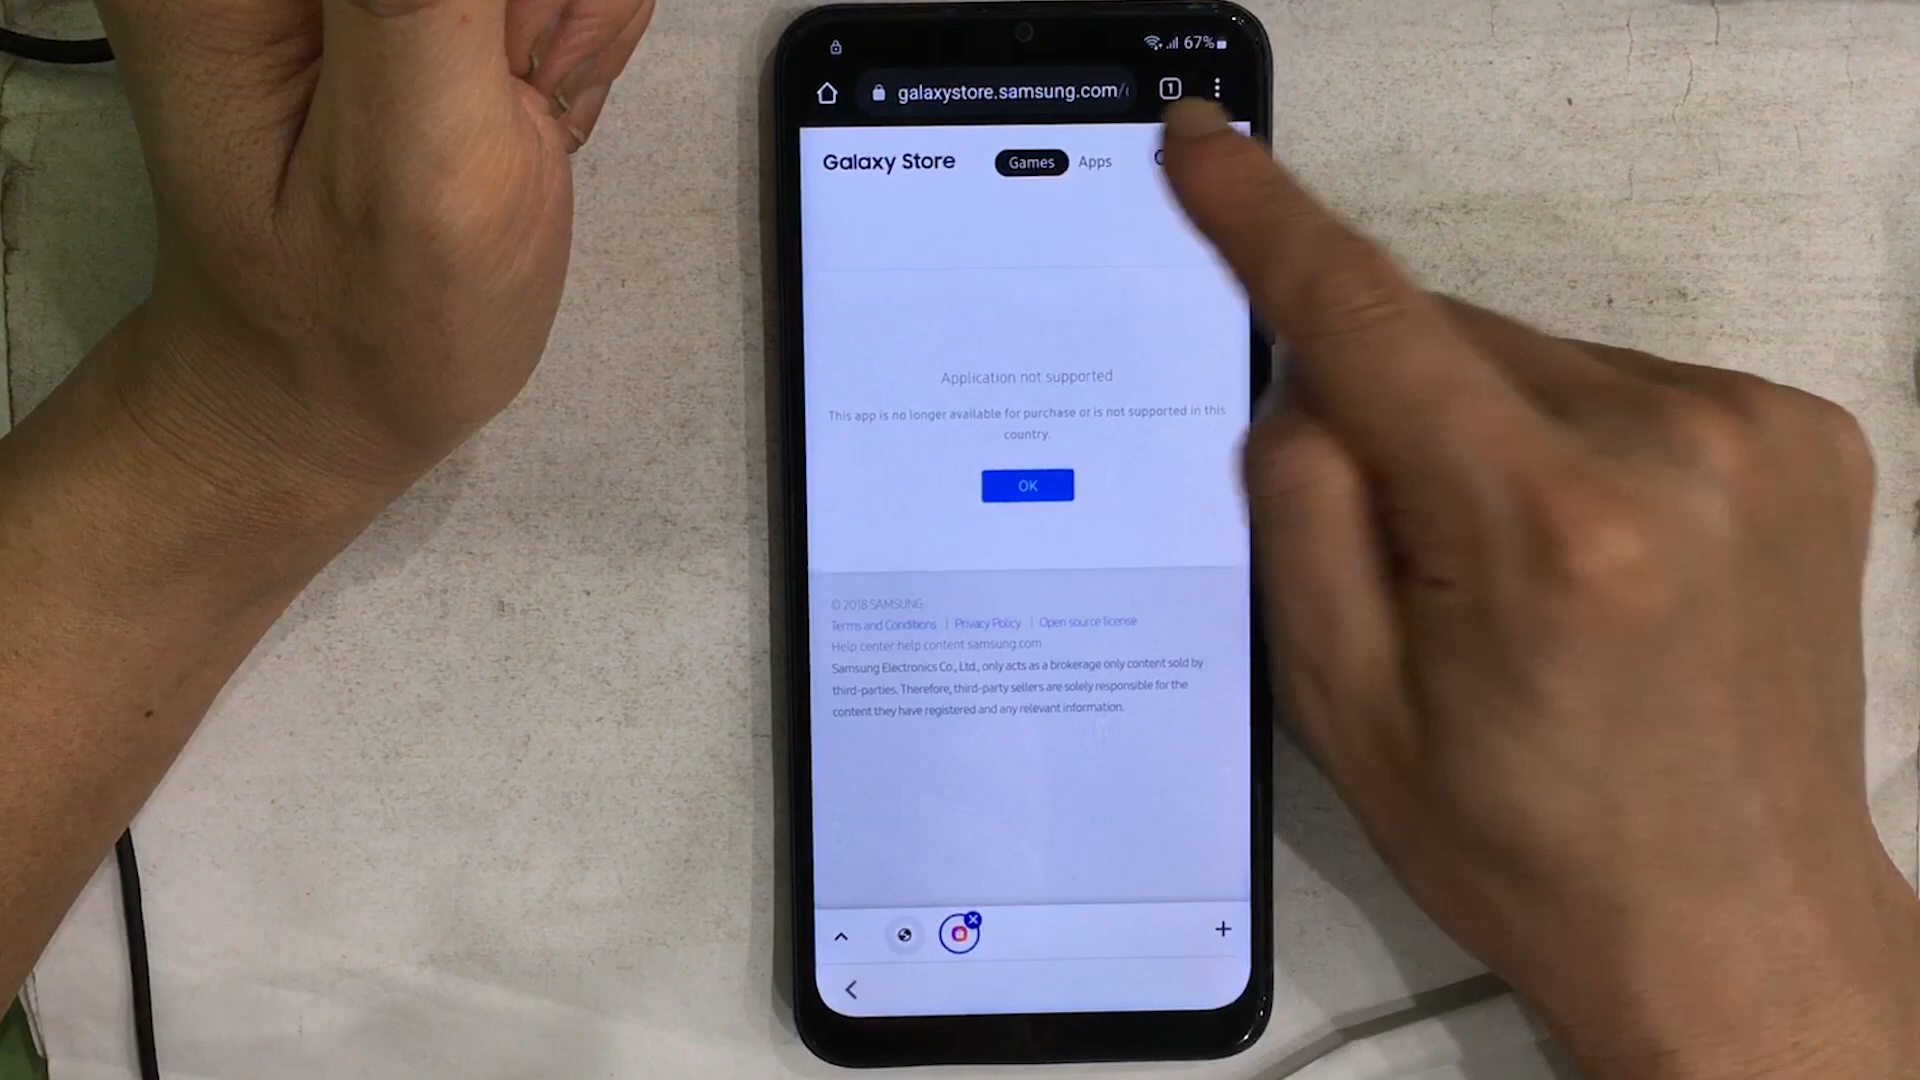 67%
galaxystore.samsung.com/
1
Galaxy Store
Games
Apps
Application not supported
This app is no longer available for purchase or is not supported in this
country.
OK
© 2018 SAMSUNG
Terms and Conditions | Privacy Policy | Open source license
Help center:help.content.samsung.com
Samsung Electronics Co., Ltd., only acts as a brokerage only content sold by
third-parties. Therefore, third-party sellers are solely responsible for the
content they have registered and any relevant information.